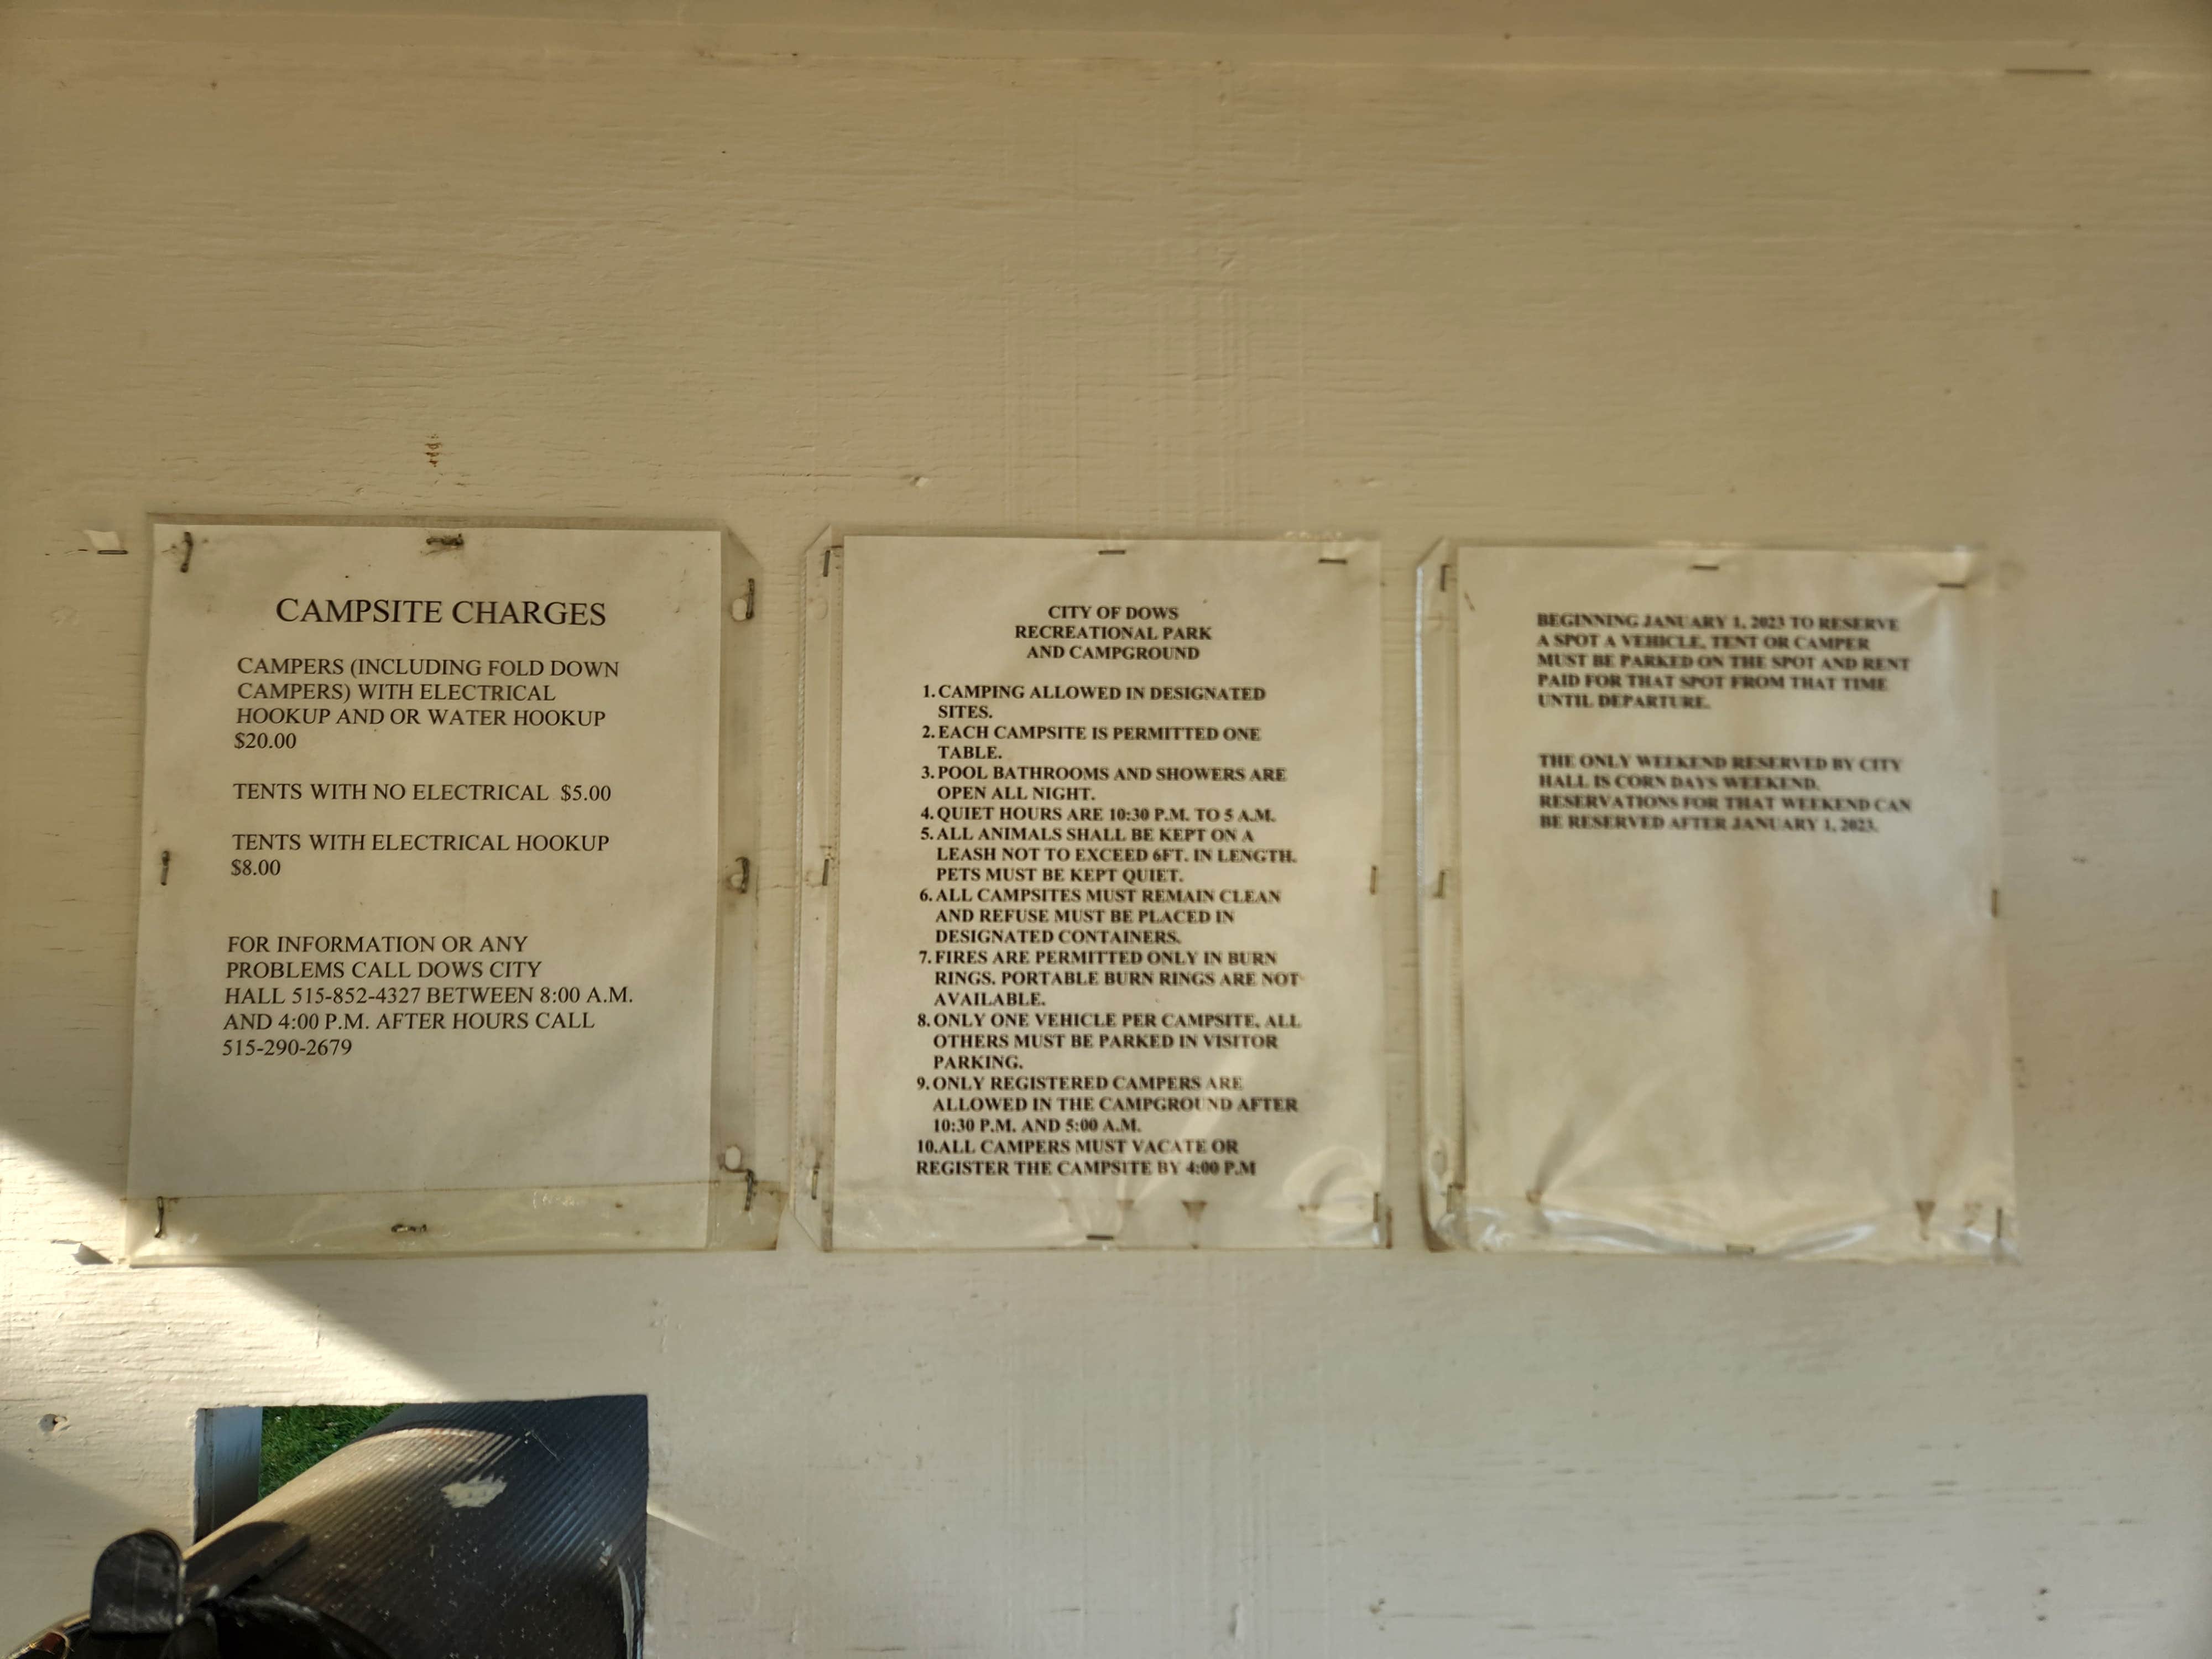 CAMPSITE CHARGES
CAMPERS (INCLUDING FOLD DOWN
CAMPERS) WITH ELECTRICAL
HOOKUP AND OR WATER HOOKUP
$20.00
TENTS WITH NO ELECTRICAL $5.00
TENTS WITH ELECTRICAL HOOKUP
$8.00
FOR INFORMATION OR ANY
PROBLEMS CALL DOWS CITY
HALL 515-852-4327 BETWEEN 8:00 A.M.
AND 4:00 P.M. AFTER HOURS CALL
515-290-2679
CITY OF DOWS
RECREATIONAL PARK
AND CAMPGROUND
1. CAMPING ALLOWED IN DESIGNATED
SITES.
2. EACH CAMPSITE IS PERMITTED ONE
TABLE.
3. POOL BATHROOMS AND SHOWERS ARE
OPEN ALL NIGHT.
4. QUIET HOURS ARE 10:30 P.M. TO 5 A.M.
5. ALL ANIMALS SHALL BE KEPT ON A
LEASH NOT TO EXCEED 6FT. IN LENGTH.
PETS MUST BE KEPT QUIET.
6. ALL CAMPSITES MUST REMAIN CLEAN
AND REFUSE MUST BE PLACED IN
DESIGNATED CONTAINERS.
7. FIRES ARE PERMITTED ONLY IN BURN
RINGS. PORTABLE BURN RINGS ARE NOT
AVAILABLE.
8. ONLY ONE VEHICLE PER CAMPSITE, ALL
OTHERS MUST BE PARKED IN VISITOR
PARKING.
9. ONLY REGISTERED CAMPERS ARE
ALLOWED IN THE CAMPGROUND AFTER
10:30 P.M. AND 5:00 A.M.
10.ALL CAMPERS MUST VACATE OR
REGISTER THE CAMPSITE BY 4:00 P.M
BEGINNING JANUARY 1, 2023 TO RESERVE
A SPOT A VEHICLE, TENT OR CAMPER
MUST BE PARKED ON THE SPOT AND RENT
PAID FOR THAT SPOT FROM THAT TIME
UNTIL DEPARTURE.
THE ONLY WEEKEND RESERVED BY CITY
HALL IS CORN DAYS WEEKEND.
RESERVATIONS FOR THAT WEEKEND CAN
BE RESERVED AFTER JANUARY 1, 2023.